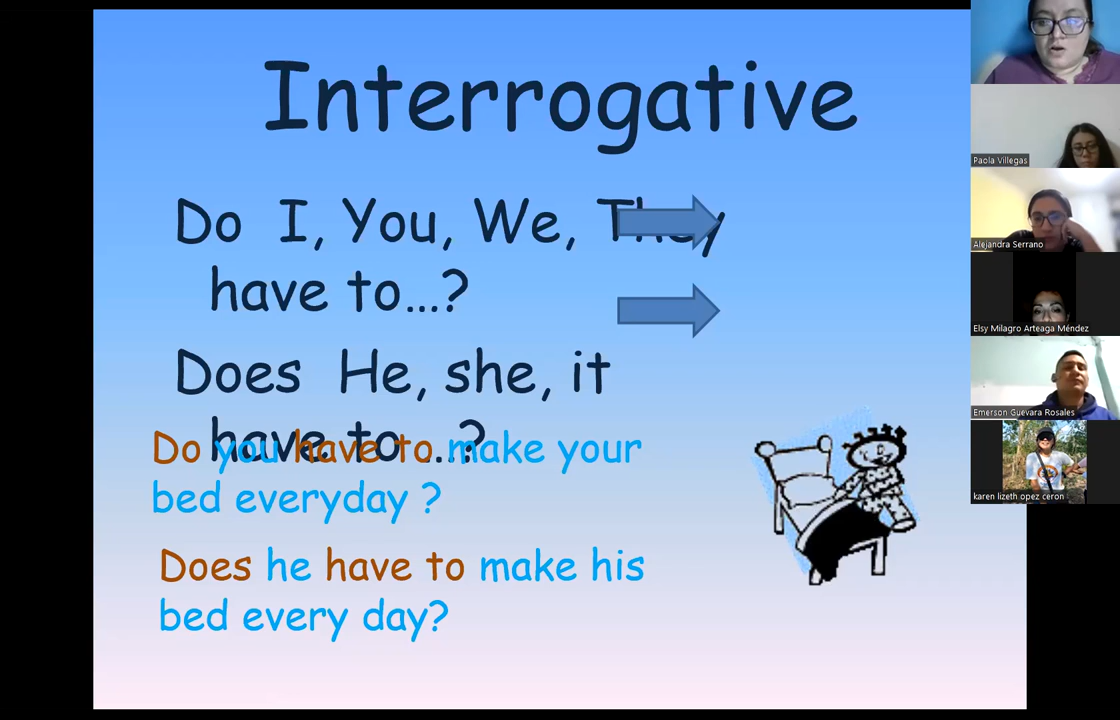 Interrogative
Do I, You, We, They
have to...?
Does He, she, it
have to ...?
Do you have to make your
bed everyday ?
Does he have to make his
bed every day?
Paola Villegas
Alejandra Serrano
Elsy Milagro Arteaga Méndez
Emerson Guevara Rosales
karen lizeth opez ceron